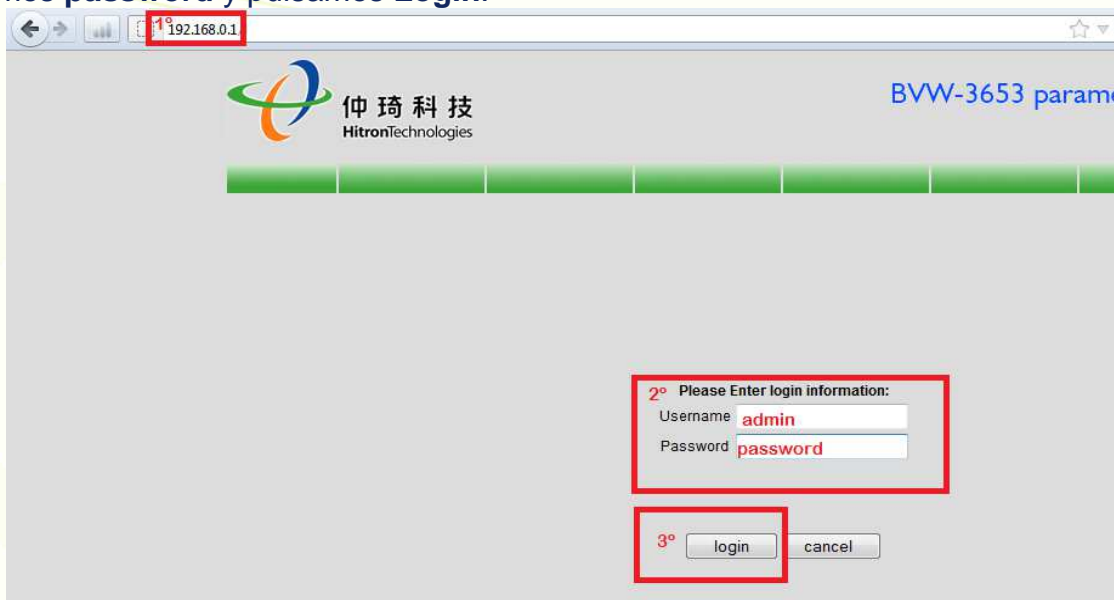 password y pulsamos Login.
1º 192.168.0.1
仲琦科技
HitronTechnologies
BVW-3653
2º Please Enter login information:
Username admin
Password password
3º login cancel